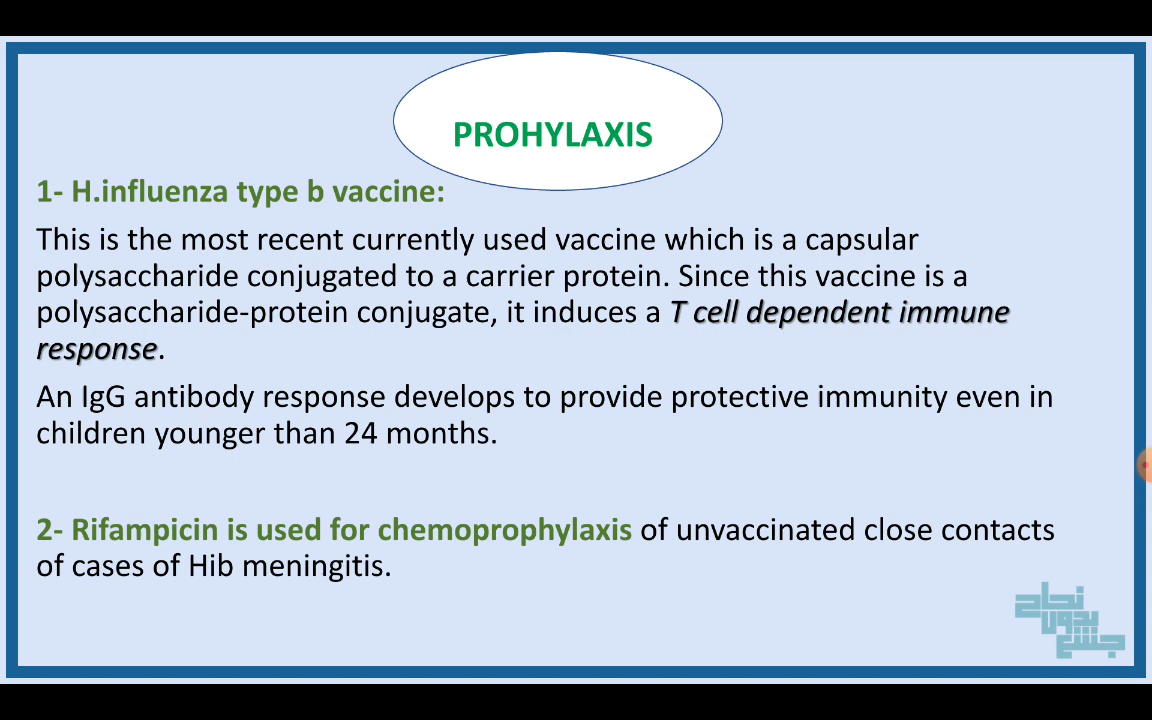 PROHYLAXIS
1- H.influenza type b vaccine:
This is the most recent currently used vaccine which is a capsular
polysaccharide conjugated to a carrier protein. Since this vaccine is a
polysaccharide-protein conjugate, it induces a T cell dependent immune
response.
An IgG antibody response develops to provide protective immunity even in
children younger than 24 months.
2- Rifampicin is used for chemoprophylaxis of unvaccinated close contacts
of cases of Hib meningitis.
نجاح
بدون
جشع